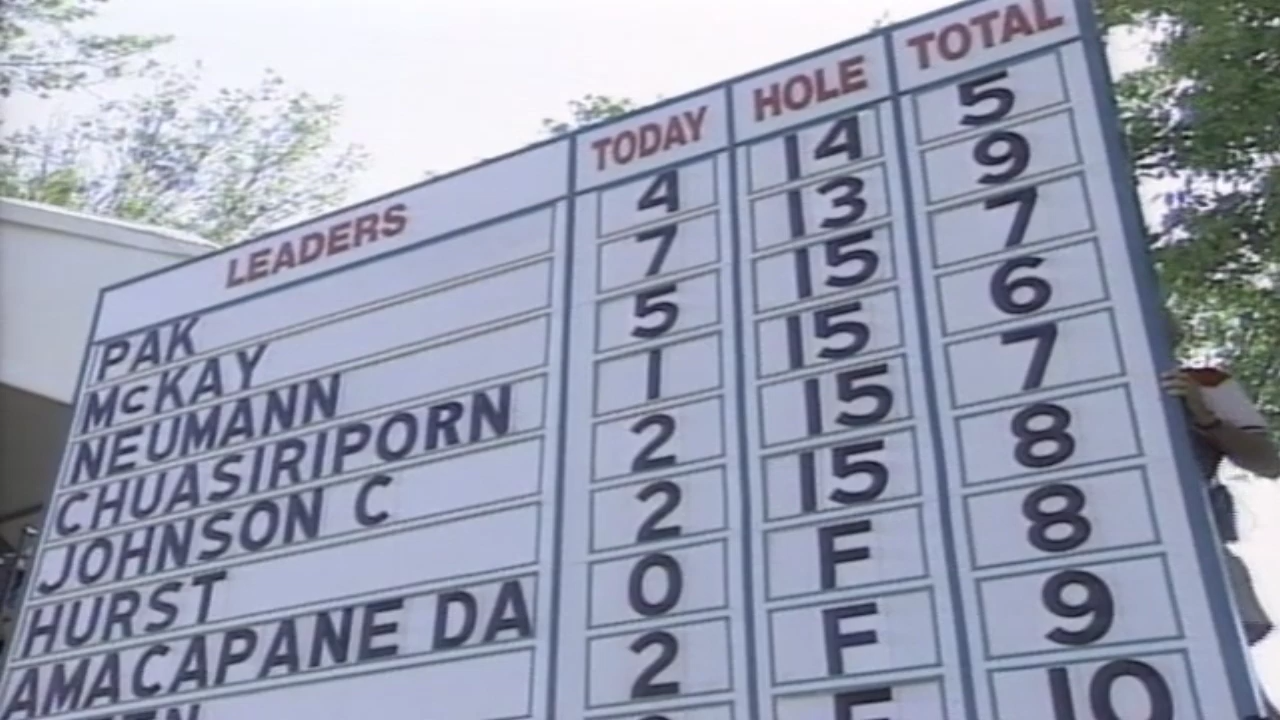 LEADERS TODAY HOLE TOTAL
PAK 4 14 5
McKAY 7 13 9
NEUMANN 5 15 7
CHUASIRIPORN 1 15 6
JOHNSON C 2 15 7
HURST 2 15 8
AMACAPANE DA 0 F 8
2 F 9
10